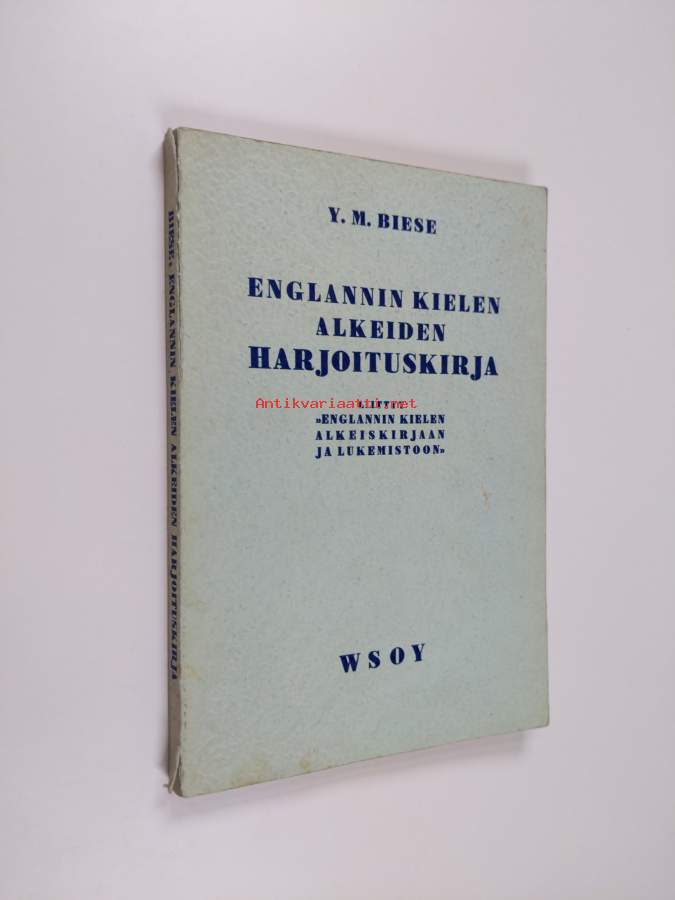 Y. M. BIESE
ENGLANNIN KIELEN
ALKEIDEN
HARJOITUSKIRJA
Antikvariaatti.net
»ENGLANNIN KIELEN
ALKEISKIRJAAN
JA LUKEMISTOON»
WSOY
BIESE, ENGLANNIN KIELEN ALKEIDEN HARJOITUSKIRJA